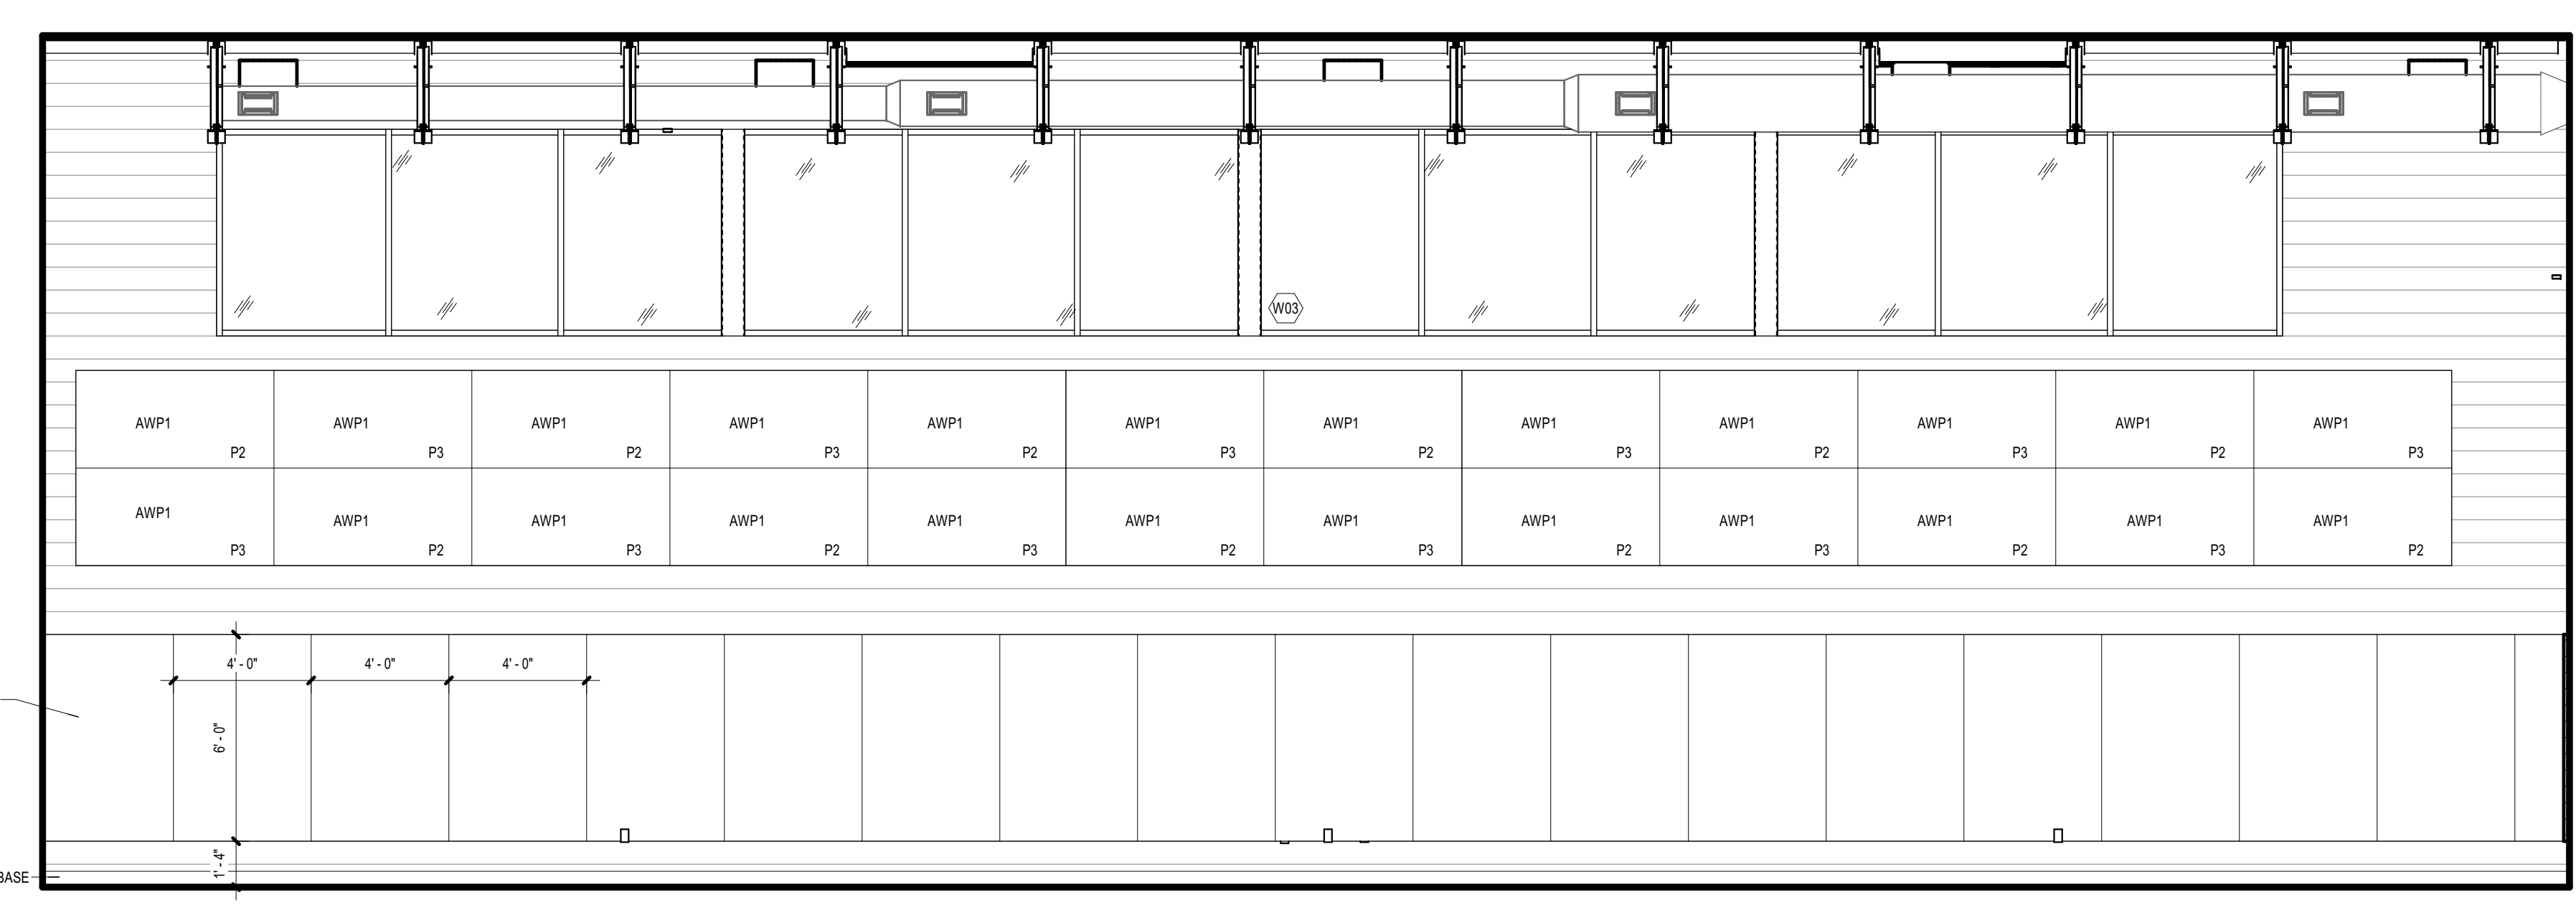 W03
AWP1 AWP1 AWP1 AWP1 AWP1 AWP1 AWP1 AWP1 AWP1 AWP1 AWP1 AWP1
P2 P3 P2 P3 P2 P3 P2 P3 P2 P3 P2 P3
AWP1 AWP1 AWP1 AWP1 AWP1 AWP1 AWP1 AWP1 AWP1 AWP1 AWP1 AWP1
P3 P2 P3 P2 P3 P2 P3 P2 P3 P2 P3 P2
4' - 0" 4' - 0" 4' - 0"
6' - 0"
1' - 4"
BASE